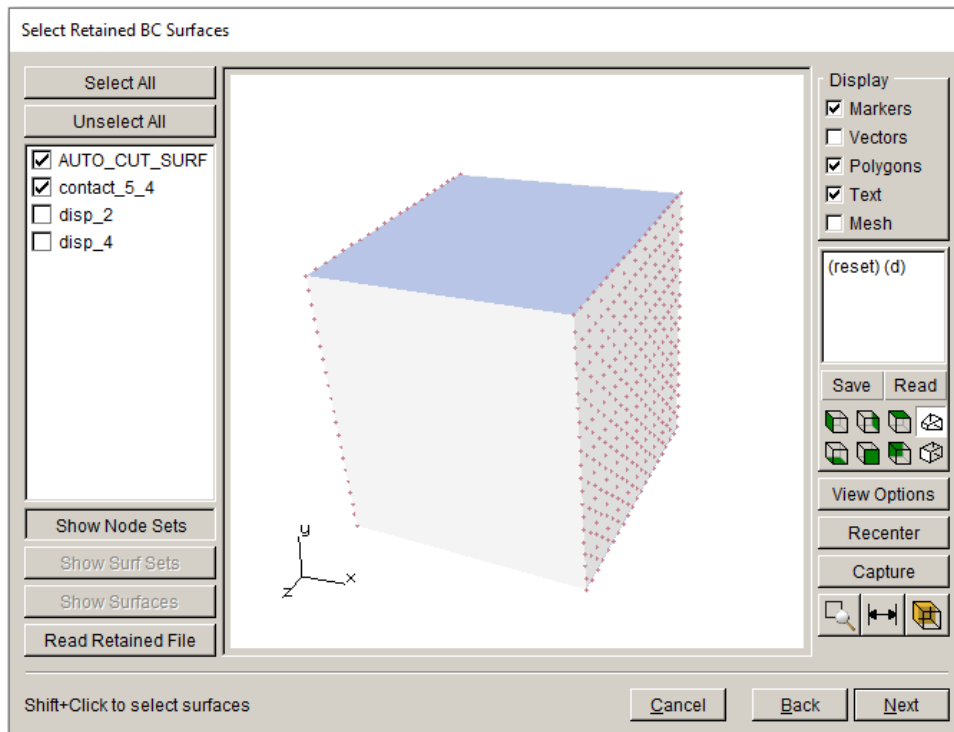 Select Retained BC Surfaces
Select All
Unselect All
AUTO_CUT_SURF
contact_5_4
disp_2
disp_4
Show Node Sets
Show Surf Sets
Show Surfaces
Read Retained File
y
x
z
Display
Markers
Vectors
Polygons
Text
Mesh
(reset) (d)
Save Read
View Options
Recenter
Capture
Shift+Click to select surfaces
Cancel Back Next